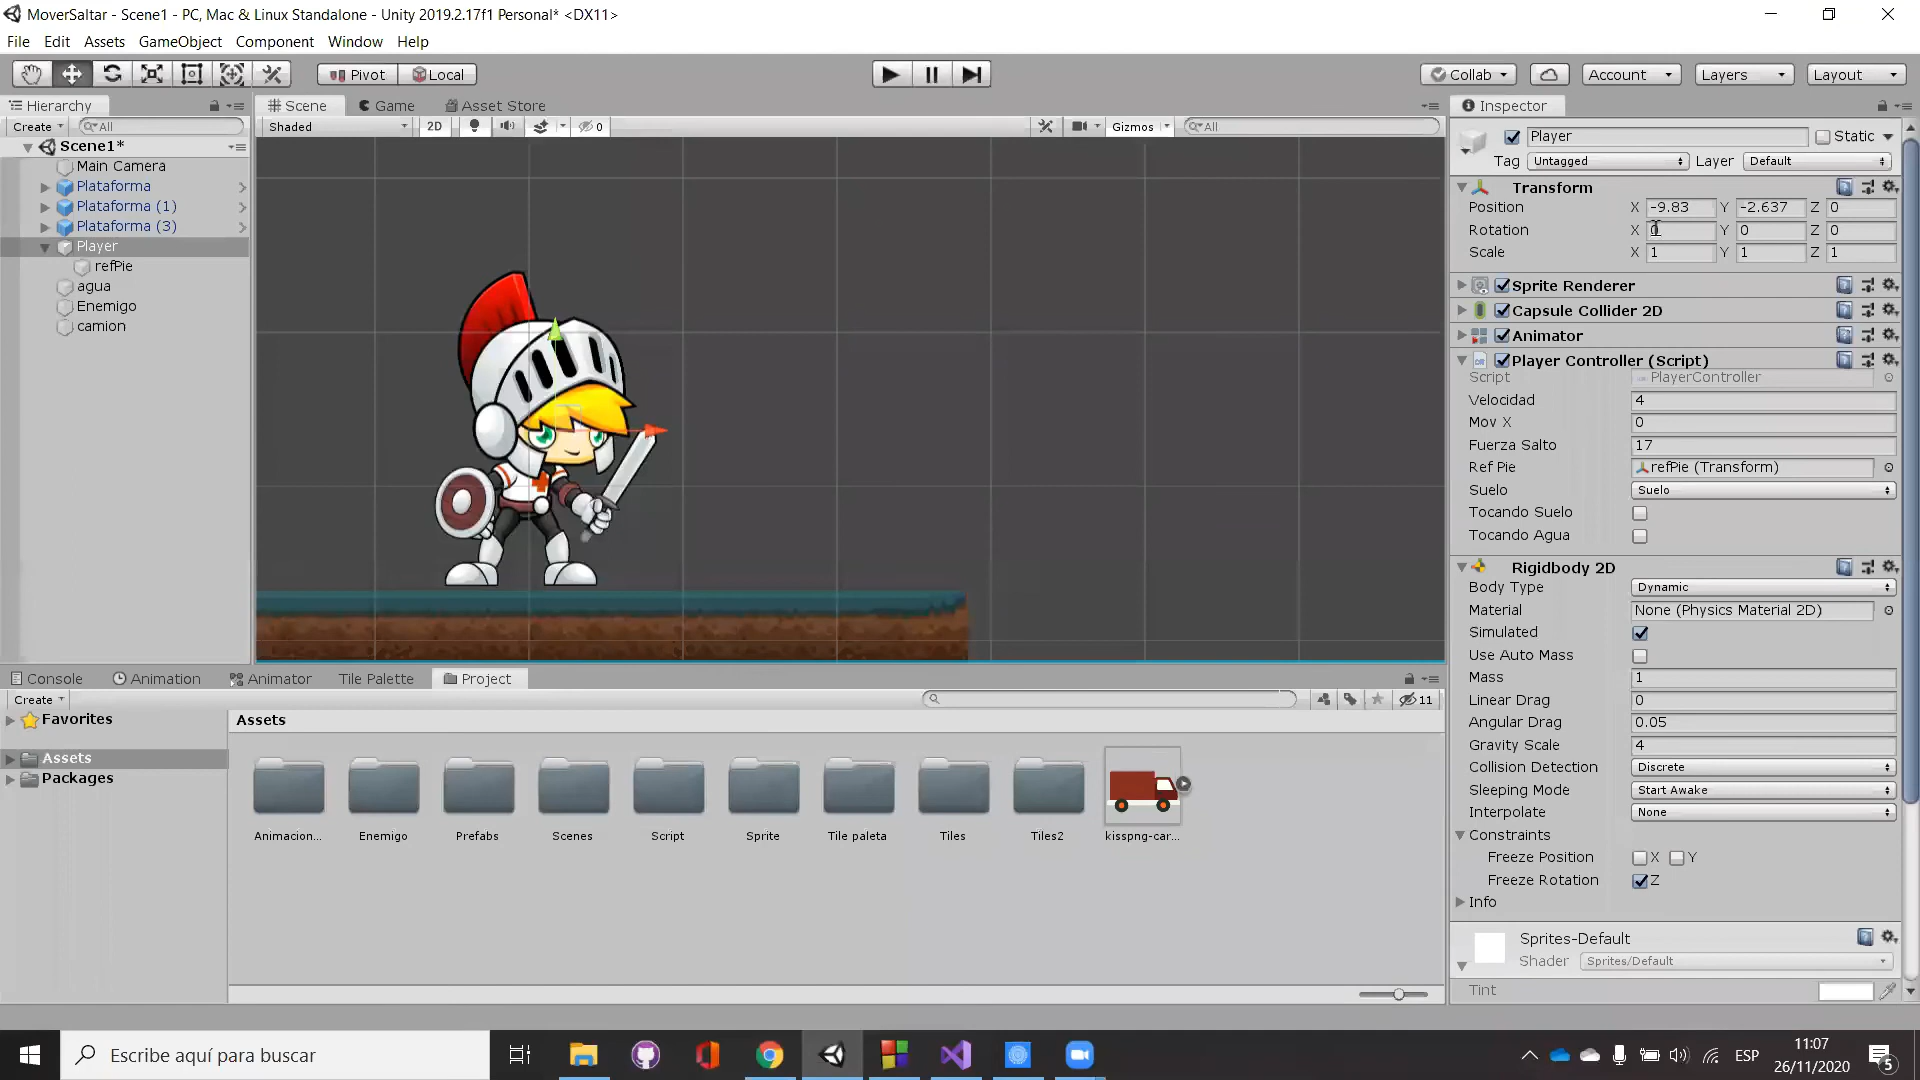 MoverSaltar - Scene1 - PC, Mac & Linux Standalone - Unity 2019.2.17f1 Personal* <DX11>
File Edit Assets GameObject Component Window Help
Pivot Local Collab Account Layers Layout
Hierarchy Scene Game Asset Store Inspector
Create All Shaded 2D 0 Gizmos All
Scene1*
Main Camera
Plataforma
Plataforma (1)
Plataforma (3)
Player
refPie
agua
Enemigo
camion
Player Static
Tag Untagged Layer Default
Transform
Position X -9.83 Y -2.637 Z 0
Rotation X 0 Y 0 Z 0
Scale X 1 Y 1 Z 1
Sprite Renderer
Capsule Collider 2D
Animator
Player Controller (Script)
Script PlayerController
Velocidad 4
Mov X 0
Fuerza Salto 17
Ref Pie refPie (Transform)
Suelo Suelo
Tocando Suelo
Tocando Agua
Rigidbody 2D
Body Type Dynamic
Material None (Physics Material 2D)
Simulated
Use Auto Mass
Mass 1
Linear Drag 0
Angular Drag 0.05
Gravity Scale 4
Collision Detection Discrete
Sleeping Mode Start Awake
Interpolate None
Constraints
Freeze Position X Y
Freeze Rotation Z
Info
Sprites-Default
Shader Sprites/Default
Tint
Console Animation Animator Tile Palette Project
Create 11
Favorites
Assets
Packages
Assets
Animacion... Enemigo Prefabs Scenes Script Sprite Tile paleta Tiles Tiles2 kisspng-car...
Escribe aquí para buscar
ESP
11:07
26/11/2020
5